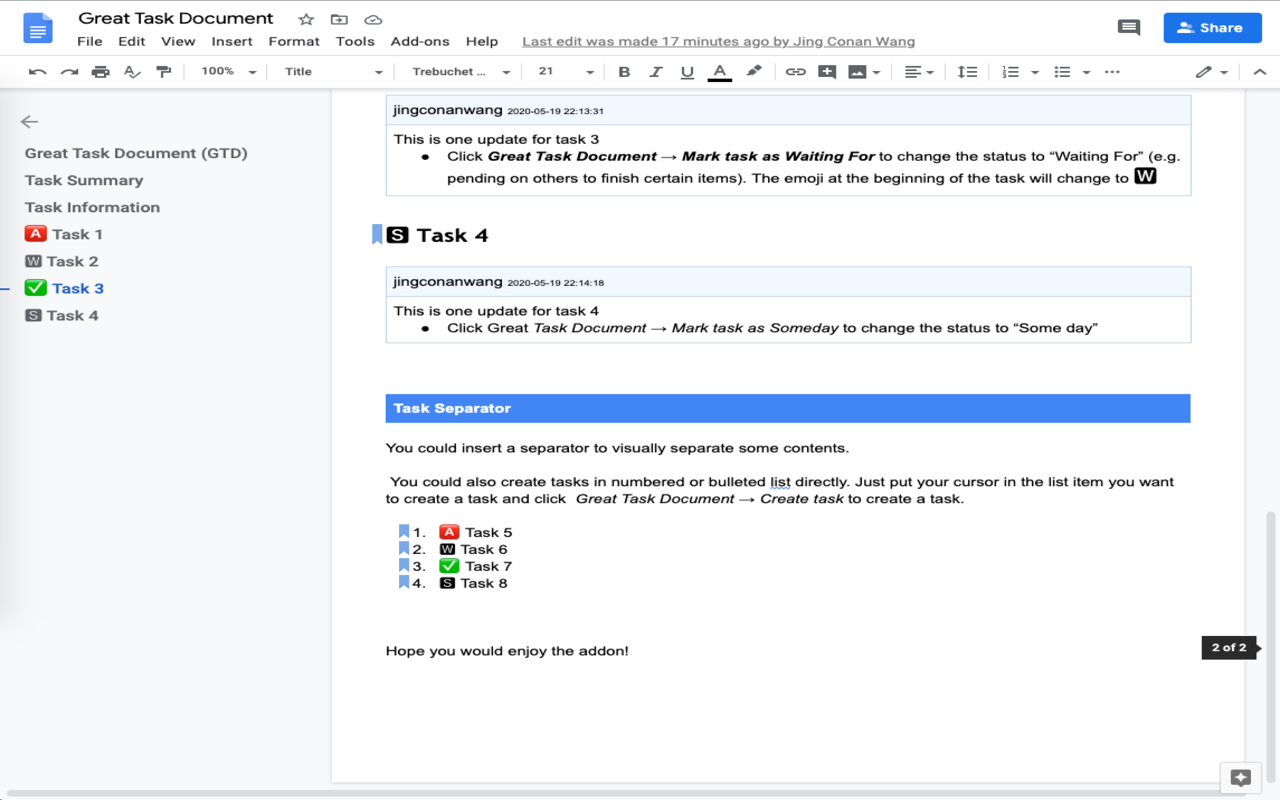 Great Task Document
File Edit View Insert Format Tools Add-ons Help Last edit was made 17 minutes ago by Jing Conan Wang
Share
100% Title Trebuchet ... 21 B I U A
Great Task Document (GTD)
Task Summary
Task Information
A Task 1
W Task 2
✅ Task 3
S Task 4
jingconanwang 2020-05-19 22:13:31
This is one update for task 3
● Click Great Task Document → Mark task as Waiting For to change the status to “Waiting For” (e.g.
pending on others to finish certain items). The emoji at the beginning of the task will change to W
S Task 4
jingconanwang 2020-05-19 22:14:18
This is one update for task 4
● Click Great Task Document → Mark task as Someday to change the status to “Some day”
Task Separator
You could insert a separator to visually separate some contents.
You could also create tasks in numbered or bulleted list directly. Just put your cursor in the list item you want
to create a task and click Great Task Document → Create task to create a task.
1. A Task 5
2. W Task 6
3. ✅ Task 7
4. S Task 8
Hope you would enjoy the addon!
2 of 2